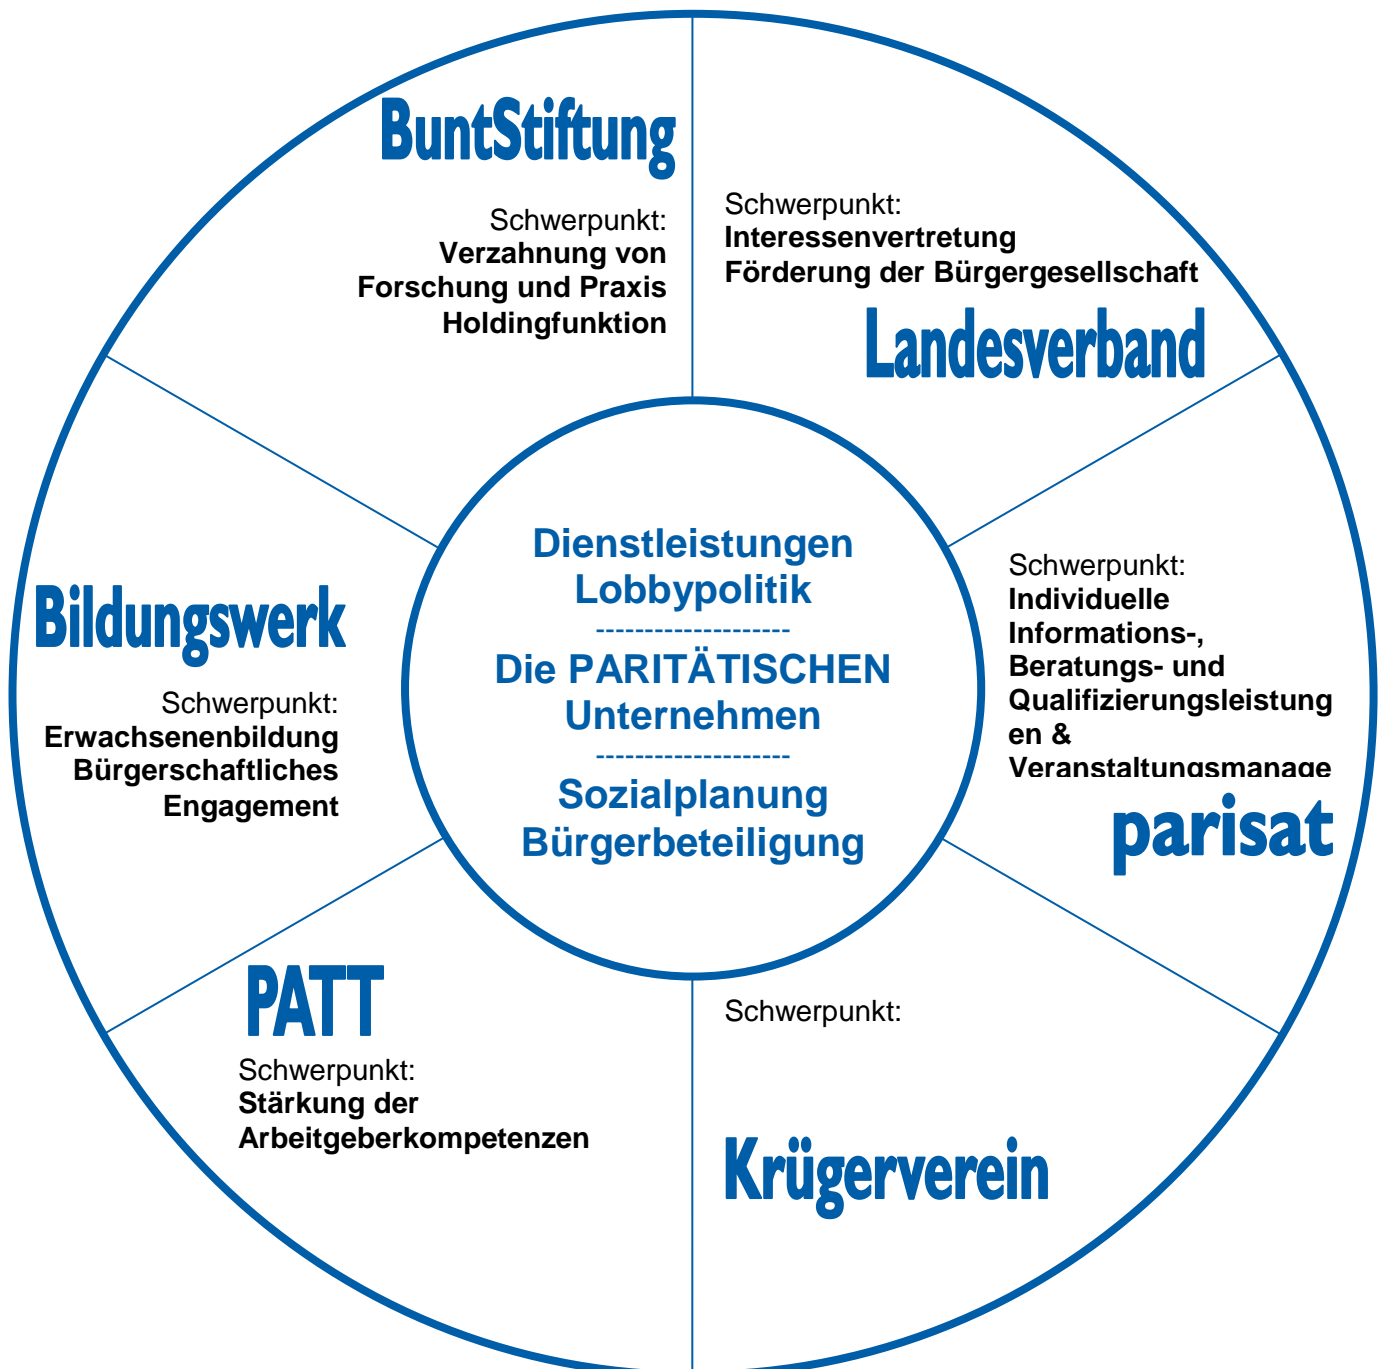 BuntStiftung
Schwerpunkt:
Verzahnung von
Forschung und Praxis
Holdingfunktion
Schwerpunkt:
Interessenvertretung
Förderung der Bürgergesellschaft
Landesverband
Schwerpunkt:
Individuelle
Informations-,
Beratungs- und
Qualifizierungsleistung
en &
Veranstaltungsmanage
parisat
Schwerpunkt:
Krügerverein
PATT
Schwerpunkt:
Stärkung der
Arbeitgeberkompetenzen
Bildungswerk
Schwerpunkt:
Erwachsenenbildung
Bürgerschaftliches
Engagement
Dienstleistungen
Lobbypolitik
--------------------
Die PARITÄTISCHEN
Unternehmen
--------------------
Sozialplanung
Bürgerbeteiligung